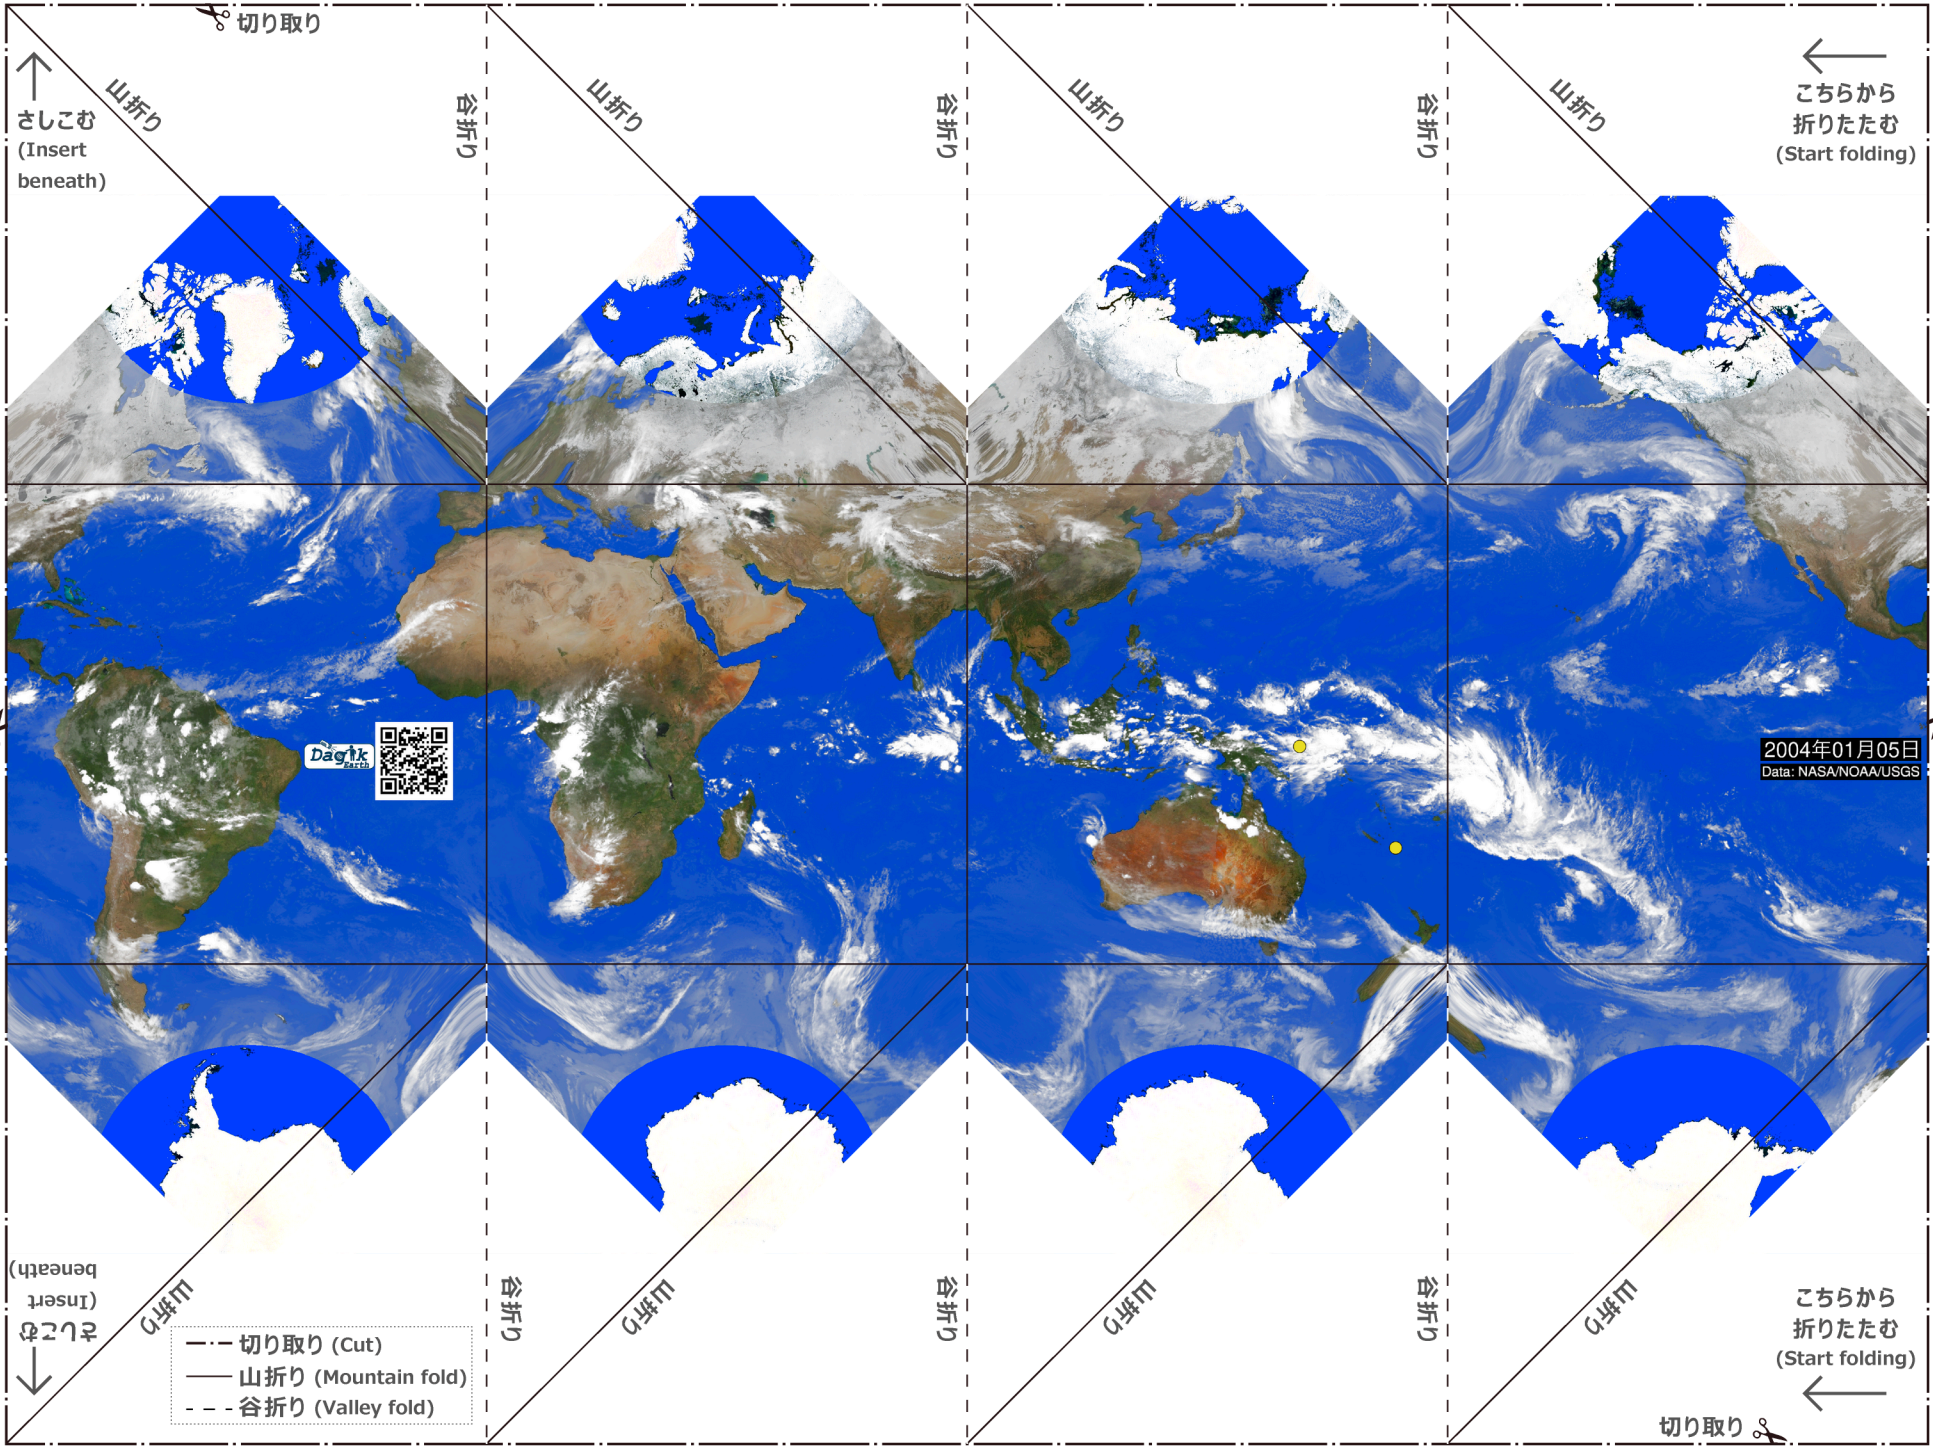 切り取り
山折り
谷折り
山折り
谷折り
山折り
谷折り
山折り
さしこむ
(Insert
beneath)
こちらから
折りたたむ
(Start folding)
Dagik
Earth
2004年01月05日
Data: NASA/NOAA/USGS
さしこむ
(Insert
beneath)
山折り
谷折り
山折り
谷折り
山折り
谷折り
山折り
こちらから
折りたたむ
(Start folding)
切り取り (Cut)
山折り (Mountain fold)
谷折り (Valley fold)
切り取り